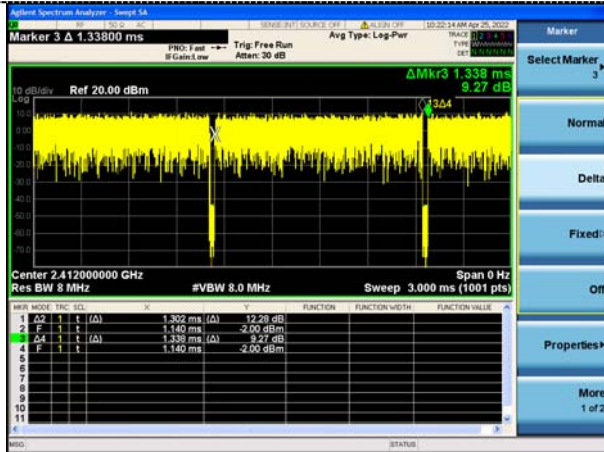 Agilent Spectrum Analyzer - Swept SA
RF 50 Ω AC SENSE:INT SOURCE OFF ALIGN OFF 10:22:14 AM Apr 25, 2022
Marker 3 Δ 1.33800 ms
PNO: Fast
IFGain:Low
Trig: Free Run
Atten: 30 dB
Avg Type: Log-Pwr
TRACE 1 2 3 4 5 6
TYPE
DET
Marker
Select Marker
3
Normal
Delta
Fixed
Off
Properties
More
1 of 2
ΔMkr3 1.338 ms
9.27 dB
10 dB/div Ref 20.00 dBm
Log
10.0
0.00
-10.0
-20.0
-30.0
-40.0
-50.0
-60.0
-70.0
13Δ4
X
Center 2.412000000 GHz Span 0 Hz
Res BW 8 MHz #VBW 8.0 MHz Sweep 3.000 ms (1001 pts)
MKR MODE TRC SCL X Y FUNCTION FUNCTION WIDTH FUNCTION VALUE
1 Δ2 1 t (Δ) 1.302 ms (Δ) 12.28 dB
2 F 1 t 1.140 ms -2.00 dBm
3 Δ4 1 t (Δ) 1.338 ms (Δ) 9.27 dB
4 F 1 t 1.140 ms -2.00 dBm
5
6
7
8
9
10
11
MSG STATUS